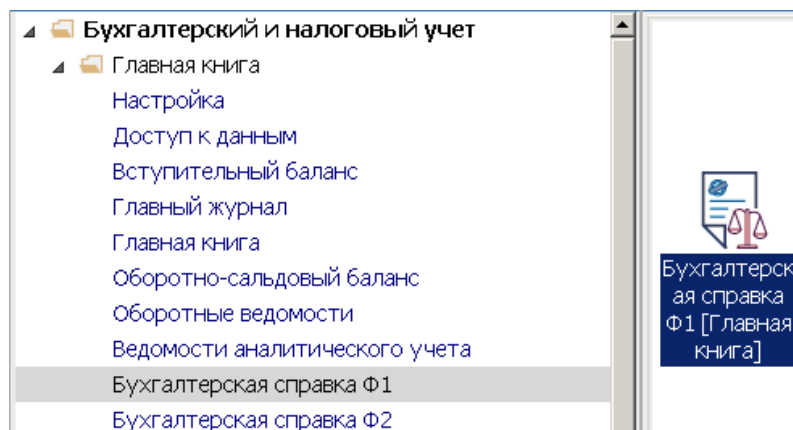 Бухгалтерский и налоговый учет
Главная книга
Настройка
Доступ к данным
Вступительный баланс
Главный журнал
Главная книга
Оборотно-сальдовый баланс
Оборотные ведомости
Ведомости аналитического учета
Бухгалтерская справка Ф1
Бухгалтерская справка Ф2
Бухгалтерск
ая справка
Ф1 [Главная
книга]